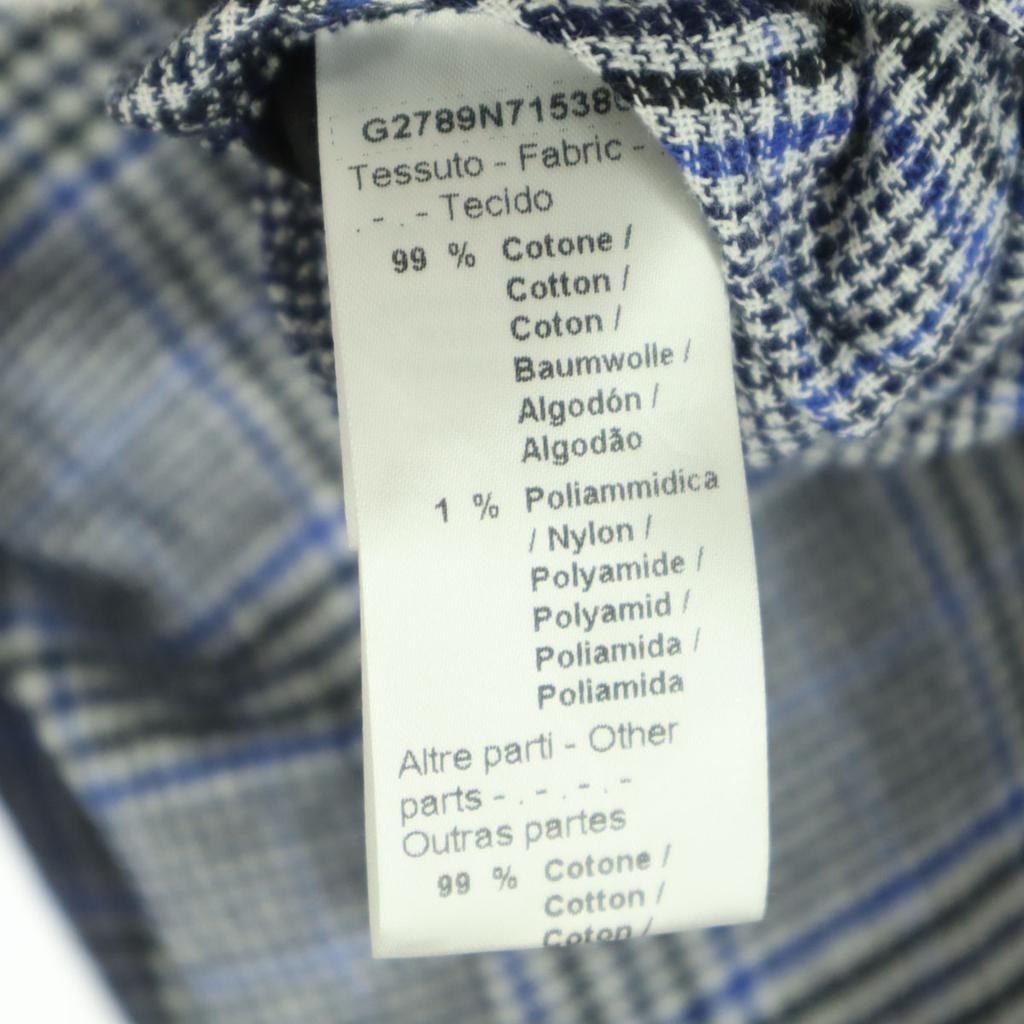 G2789N71538
Tessuto - Fabric - .
. - . - Tecido
99 % Cotone /
Cotton /
Coton /
Baumwolle /
Algodón /
Algodão
1 % Poliammidica
/ Nylon /
Polyamide /
Polyamid /
Poliamida /
Poliamida
Altre parti - Other
parts - . - . - . -
Outras partes
99 % Cotone /
Cotton /
Coton /